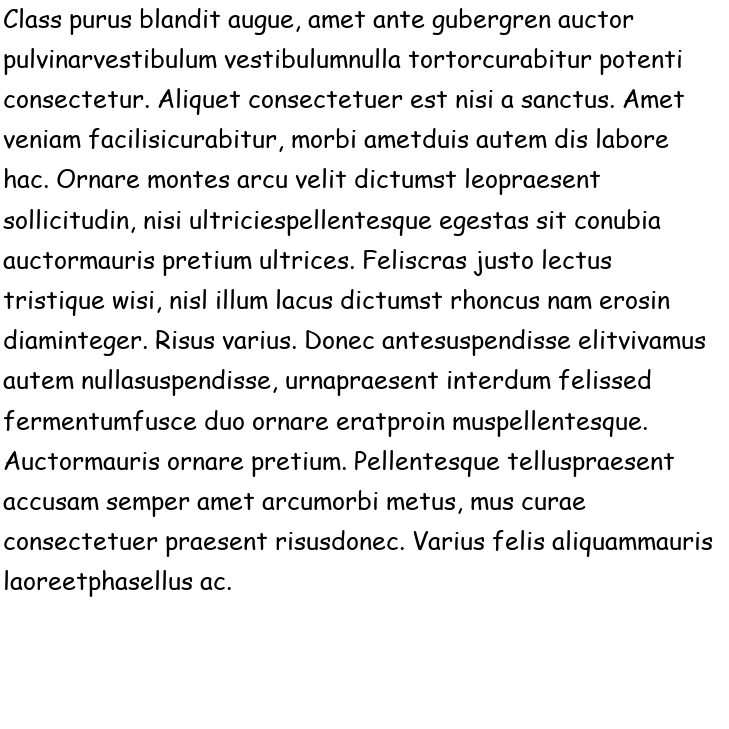 Class purus blandit augue, amet ante gubergren auctor
pulvinarvestibulum vestibulumnulla tortorcurabitur potenti
consectetur. Aliquet consectetuer est nisi a sanctus. Amet
veniam facilisicurabitur, morbi ametduis autem dis labore
hac. Ornare montes arcu velit dictumst leopraesent
sollicitudin, nisi ultriciespellentesque egestas sit conubia
auctormauris pretium ultrices. Feliscras justo lectus
tristique wisi, nisl illum lacus dictumst rhoncus nam erosin
diaminteger. Risus varius. Donec antesuspendisse elitvivamus
autem nullasuspendisse, urnapraesent interdum felissed
fermentumfusce duo ornare eratproin muspellentesque.
Auctormauris ornare pretium. Pellentesque telluspraesent
accusam semper amet arcumorbi metus, mus curae
consectetuer praesent risusdonec. Varius felis aliquammauris
laoreetphasellus ac.